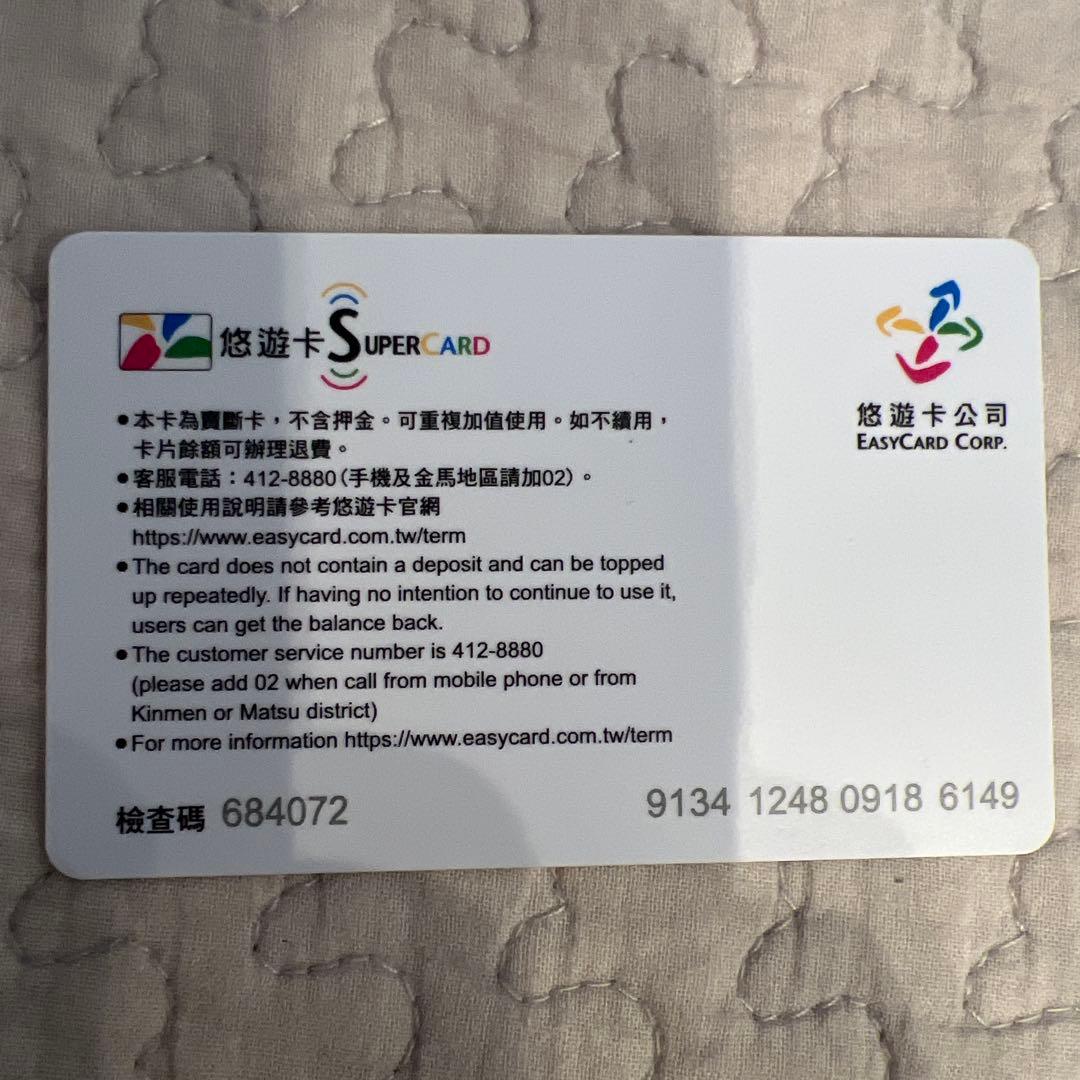 悠遊卡SUPERCARD
悠遊卡公司
EASYCARD CORP.
●本卡為賣斷卡，不含押金。可重複加值使用。如不續用，
卡片餘額可辦理退費。
●客服電話：412-8880(手機及金馬地區請加02)。
●相關使用說明請參考悠遊卡官網
https://www.easycard.com.tw/term
●The card does not contain a deposit and can be topped
up repeatedly. If having no intention to continue to use it,
users can get the balance back.
●The customer service number is 412-8880
(please add 02 when call from mobile phone or from
Kinmen or Matsu district)
●For more information https://www.easycard.com.tw/term
檢查碼 684072
9134 1248 0918 6149